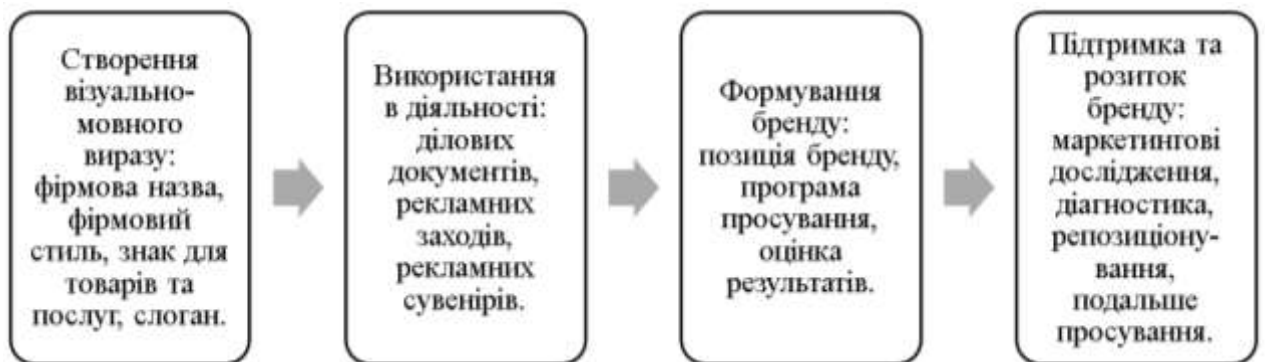 Створення
візуально-
мовного
виразу:
фірмова назва,
фірмовий
стиль, знак для
товарів та
послуг, слоган.
Використання
в діяльності:
ділових
документів,
рекламних
заходів,
рекламних
сувенірів.
Формування
бренду:
позиція бренду,
програма
просування,
оцінка
результатів.
Підтримка та
розиток
бренду:
маркетингові
дослідження,
діагностика,
репозиціону-
вання,
подальше
просування.